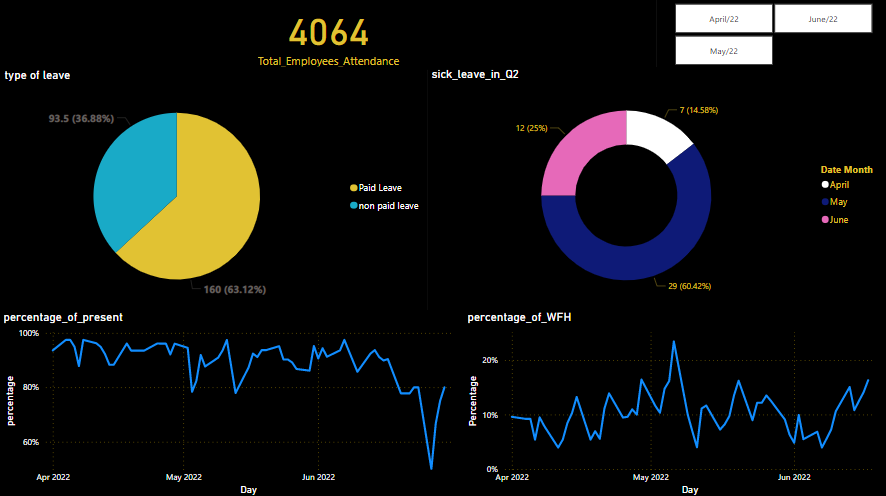 4064
Total_Employees_Attendance
April/22
June/22
May/22
type of leave
93.5 (36.88%)
160 (63.12%)
Paid Leave
non paid leave
sick_leave_in_Q2
7 (14.58%)
12 (25%)
29 (60.42%)
Date Month
April
May
June
percentage_of_present
100%
80%
60%
percentage
Apr 2022
May 2022
Jun 2022
Day
percentage_of_WFH
20%
10%
0%
Percentage
Apr 2022
May 2022
Jun 2022
Day